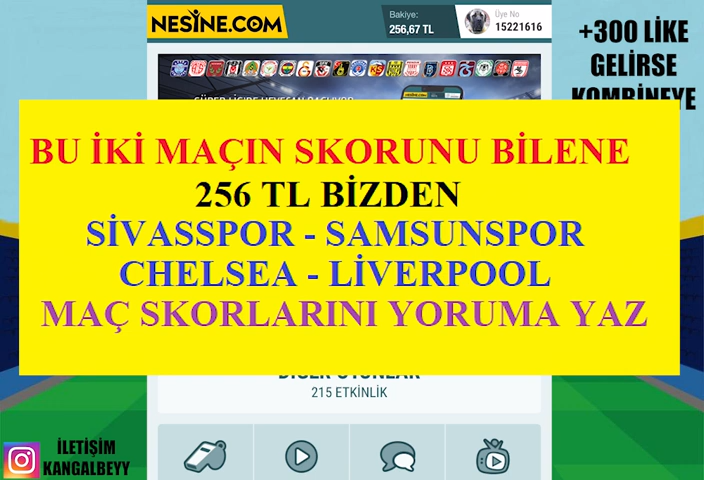 NESİNE.COM
Bakiye:
256,67 TL
Üye No
15221616
+300 LİKE
GELİRSE
KOMBİNEYE
BU İKİ MAÇIN SKORUNU BİLENE
256 TL BİZDEN
SİVASSPOR - SAMSUNSPOR
CHELSEA - LİVERPOOL
MAÇ SKORLARINI YORUMA YAZ
215 ETKİNLİK
İLETİŞİM
KANGALBEYY